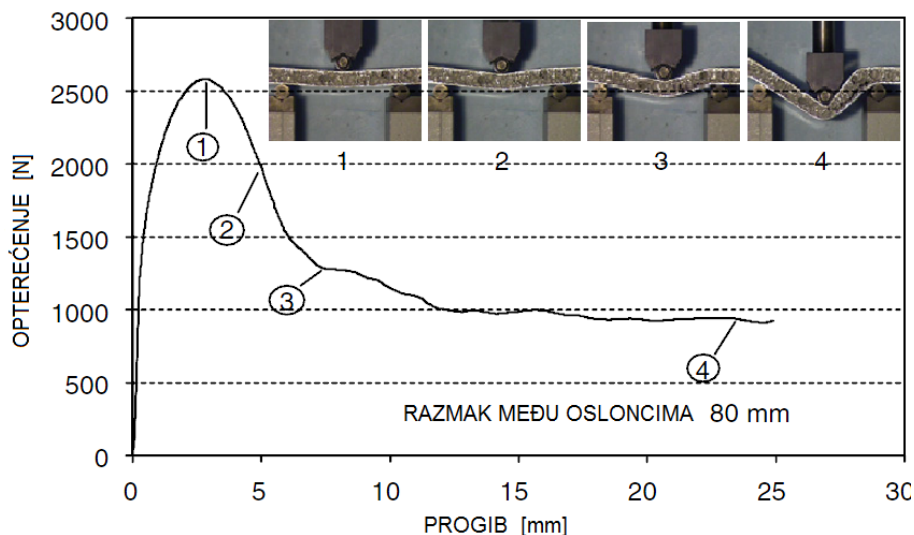 3000
2500
2000
1500
1000
500
0
OPTEREĆENJE [N]
1 2 3 4
1
2
3
4
RAZMAK MEĐU OSLONCIMA 80 mm
0 5 10 15 20 25 30
PROGIB [mm]